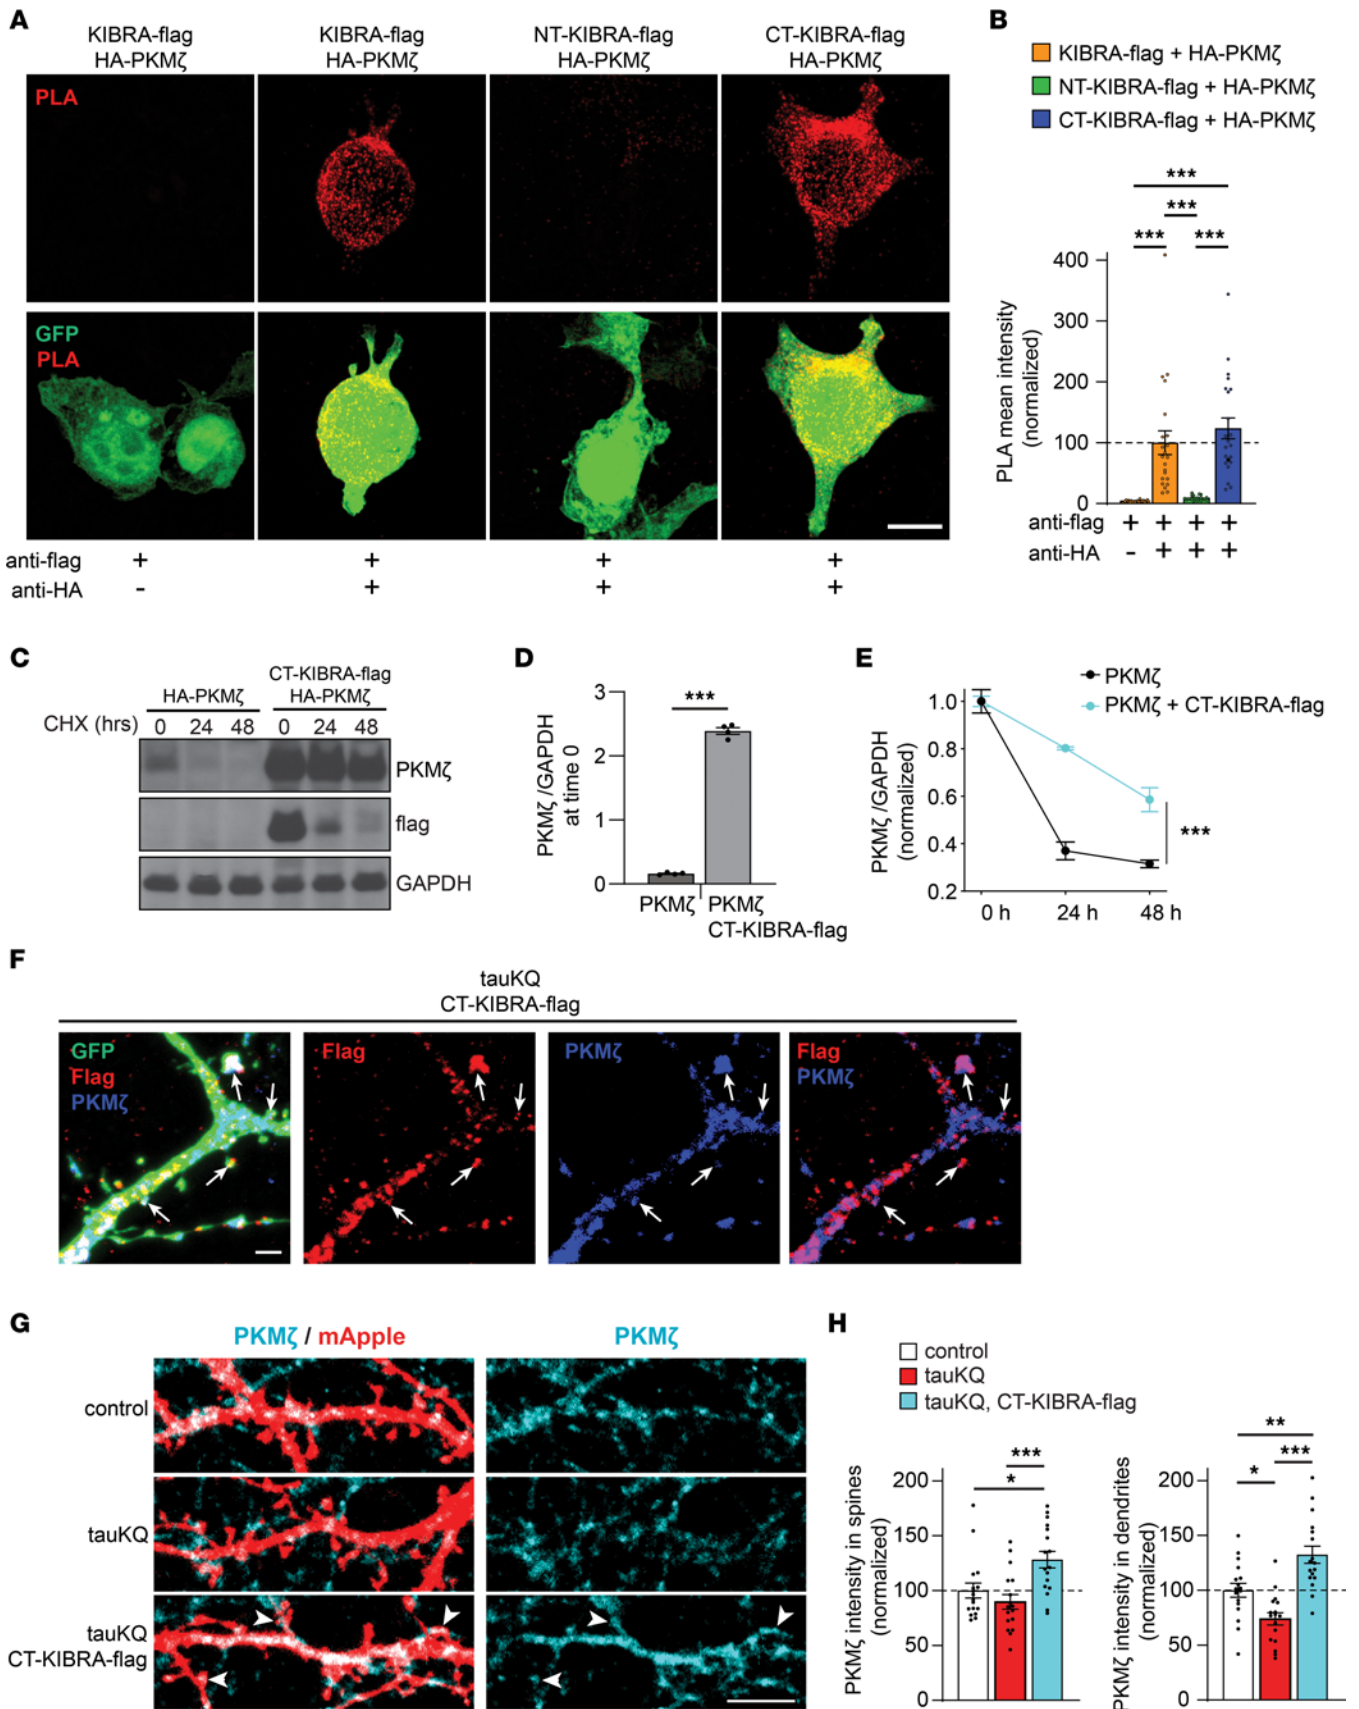 A
KIBRA-flag
HA-PKMζ
KIBRA-flag
HA-PKMζ
NT-KIBRA-flag
HA-PKMζ
CT-KIBRA-flag
HA-PKMζ
PLA
GFP
PLA
anti-flag + + + +
anti-HA - + + +
B
KIBRA-flag + HA-PKMζ
NT-KIBRA-flag + HA-PKMζ
CT-KIBRA-flag + HA-PKMζ
***
***
*** ***
PLA mean intensity
(normalized)
400
300
200
100
0
anti-flag + + + +
anti-HA - + + +
C
HA-PKMζ
CT-KIBRA-flag
HA-PKMζ
CHX (hrs) 0 24 48 0 24 48
PKMζ
flag
GAPDH
D
PKMζ /GAPDH
at time 0
3
2
1
0
***
PKMζ
PKMζ
CT-KIBRA-flag
E
PKMζ
PKMζ + CT-KIBRA-flag
PKMζ /GAPDH
(normalized)
1.0
0.8
0.6
0.4
0.2
***
0 h 24 h 48 h
F
tauKQ
CT-KIBRA-flag
GFP
Flag
PKMζ
Flag
PKMζ
Flag
PKMζ
G
PKMζ / mApple
PKMζ
control
tauKQ
tauKQ
CT-KIBRA-flag
H
control
tauKQ
tauKQ, CT-KIBRA-flag
PKMζ intensity in spines
(normalized)
200
150
100
50
0
***
*
PKMζ intensity in dendrites
(normalized)
200
150
100
50
0
**
***
*